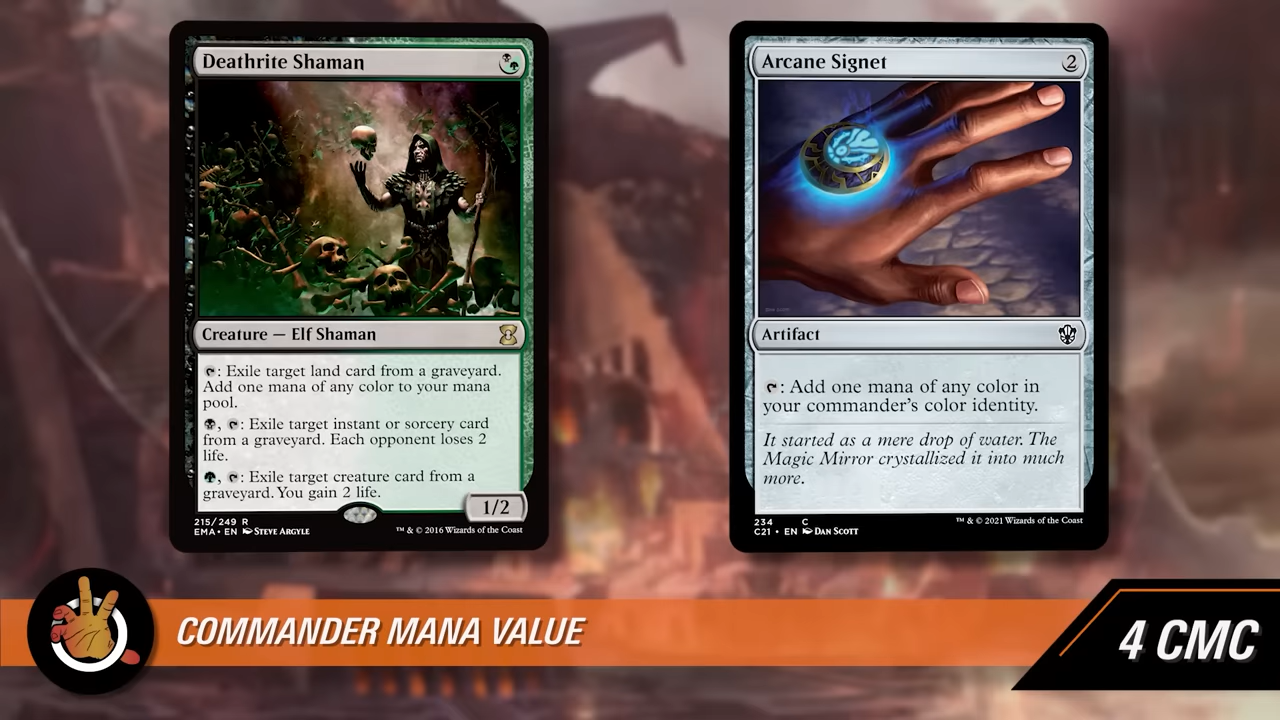 Deathrite Shaman
Creature — Elf Shaman
: Exile target land card from a graveyard.
Add one mana of any color to your mana
pool.
, : Exile target instant or sorcery card
from a graveyard. Each opponent loses 2
life.
, : Exile target creature card from a
graveyard. You gain 2 life.
1/2
215/249 R
EMA • EN Steve Argyle
™ & © 2016 Wizards of the Coast
Arcane Signet
2
Artifact
: Add one mana of any color in
your commander's color identity.
It started as a mere drop of water. The
Magic Mirror crystallized it into much
more.
234 C
C21 • EN Dan Scott
™ & © 2021 Wizards of the Coast
COMMANDER MANA VALUE
4 CMC